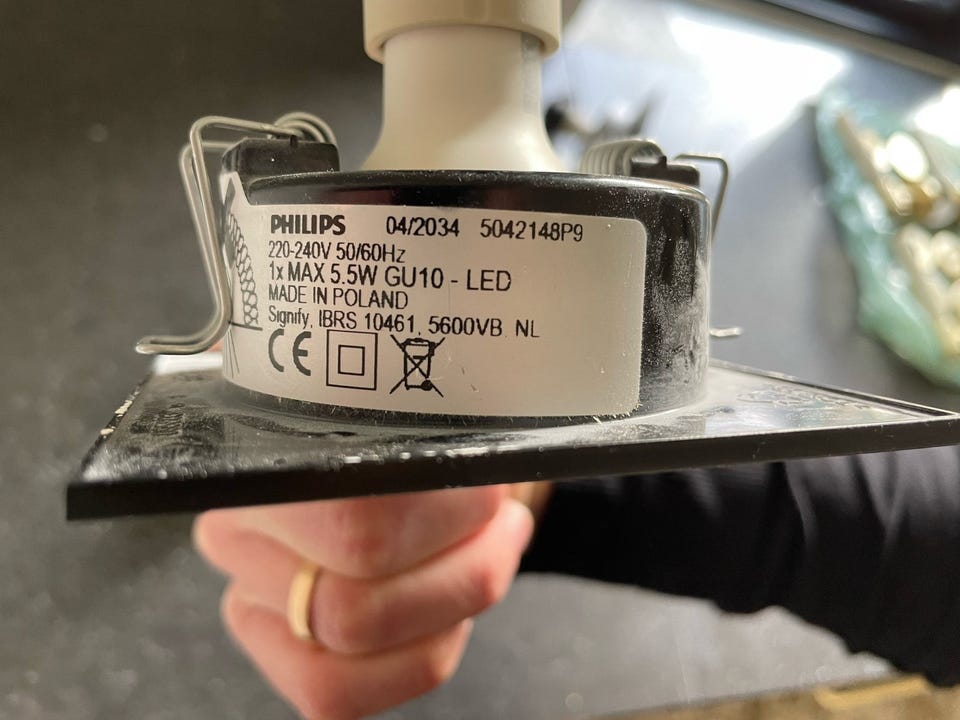 PHILIPS 04/2034 5042148P9
220-240V 50/60Hz
1x MAX 5.5W GU10 - LED
MADE IN POLAND
Signify, IBRS 10461, 5600VB, NL
CE